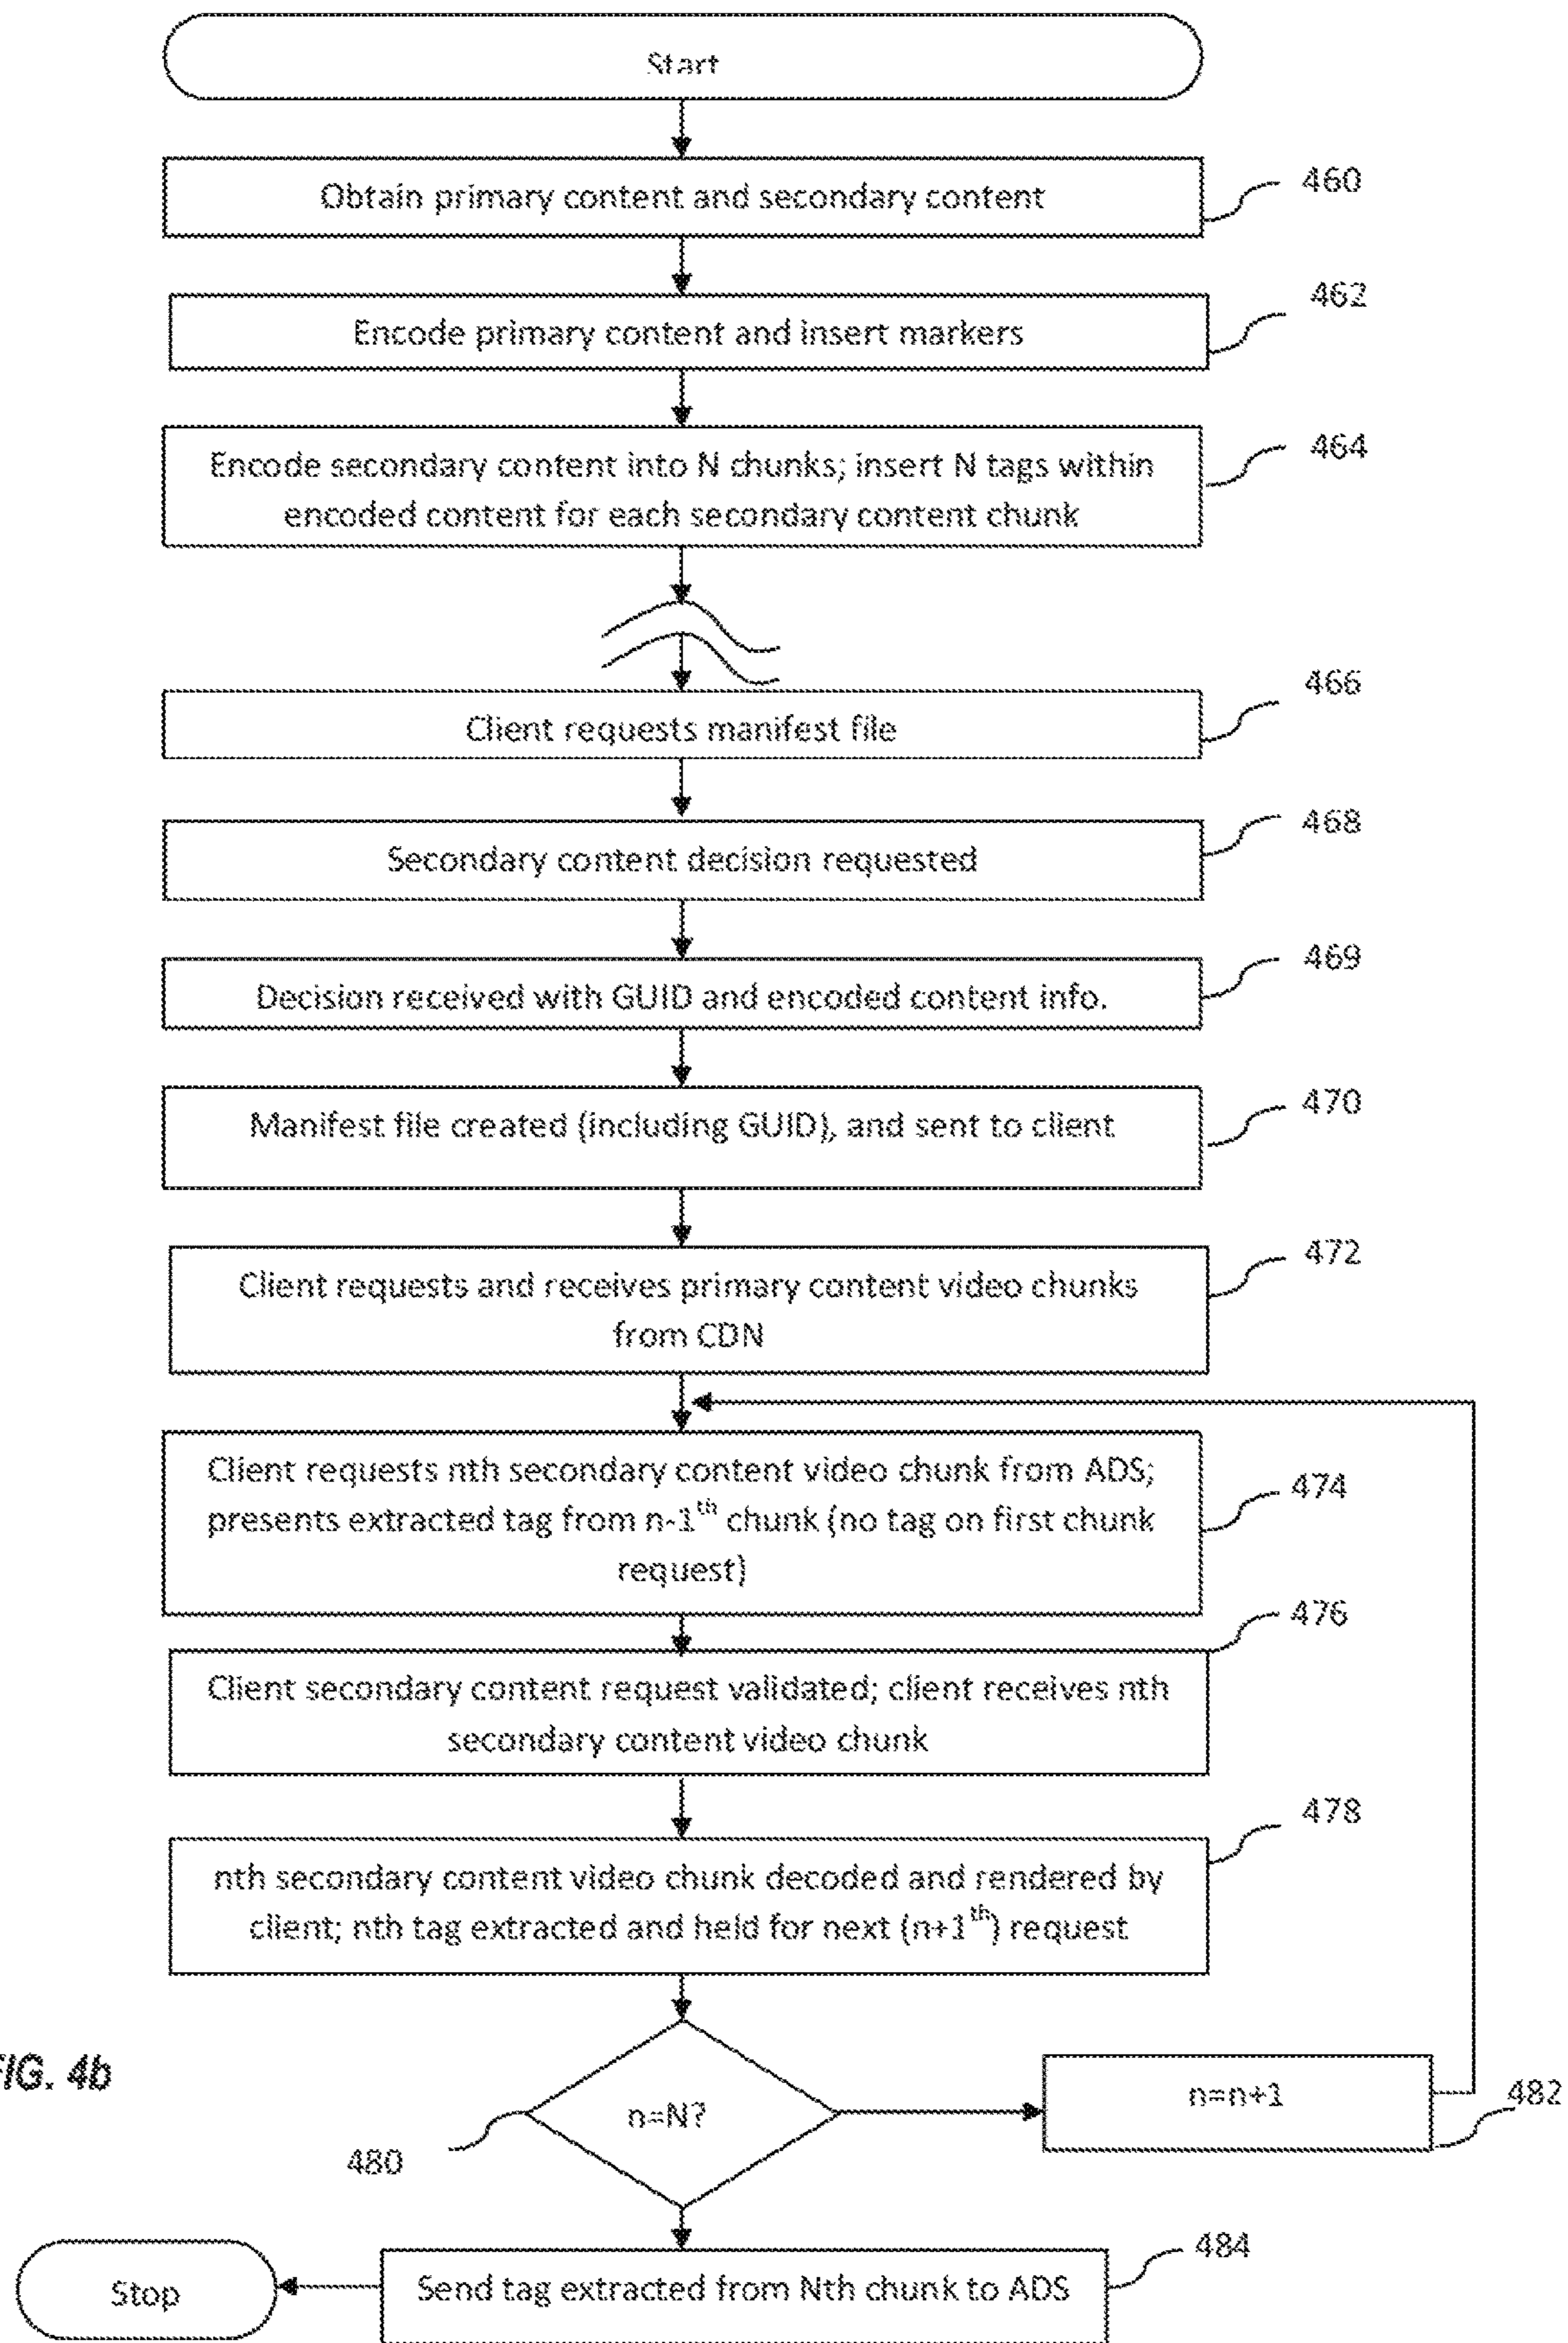 Start
Obtain primary content and secondary content
460
Encode primary content and insert markers
462
Encode secondary content into N chunks; insert N tags within
encoded content for each secondary content chunk
464
Client requests manifest file
466
Secondary content decision requested
468
Decision received with GUID and encoded content info.
469
Manifest file created (including GUID), and sent to client
470
Client requests and receives primary content video chunks
from CDN
472
Client requests nth secondary content video chunk from ADS;
presents extracted tag from n-1th chunk (no tag on first chunk
request)
474
Client secondary content request validated; client receives nth
secondary content video chunk
476
nth secondary content video chunk decoded and rendered by
client; nth tag extracted and held for next (n+1th) request
478
FIG. 4b
n=N?
480
n=n+1
482
Send tag extracted from Nth chunk to ADS
484
Stop